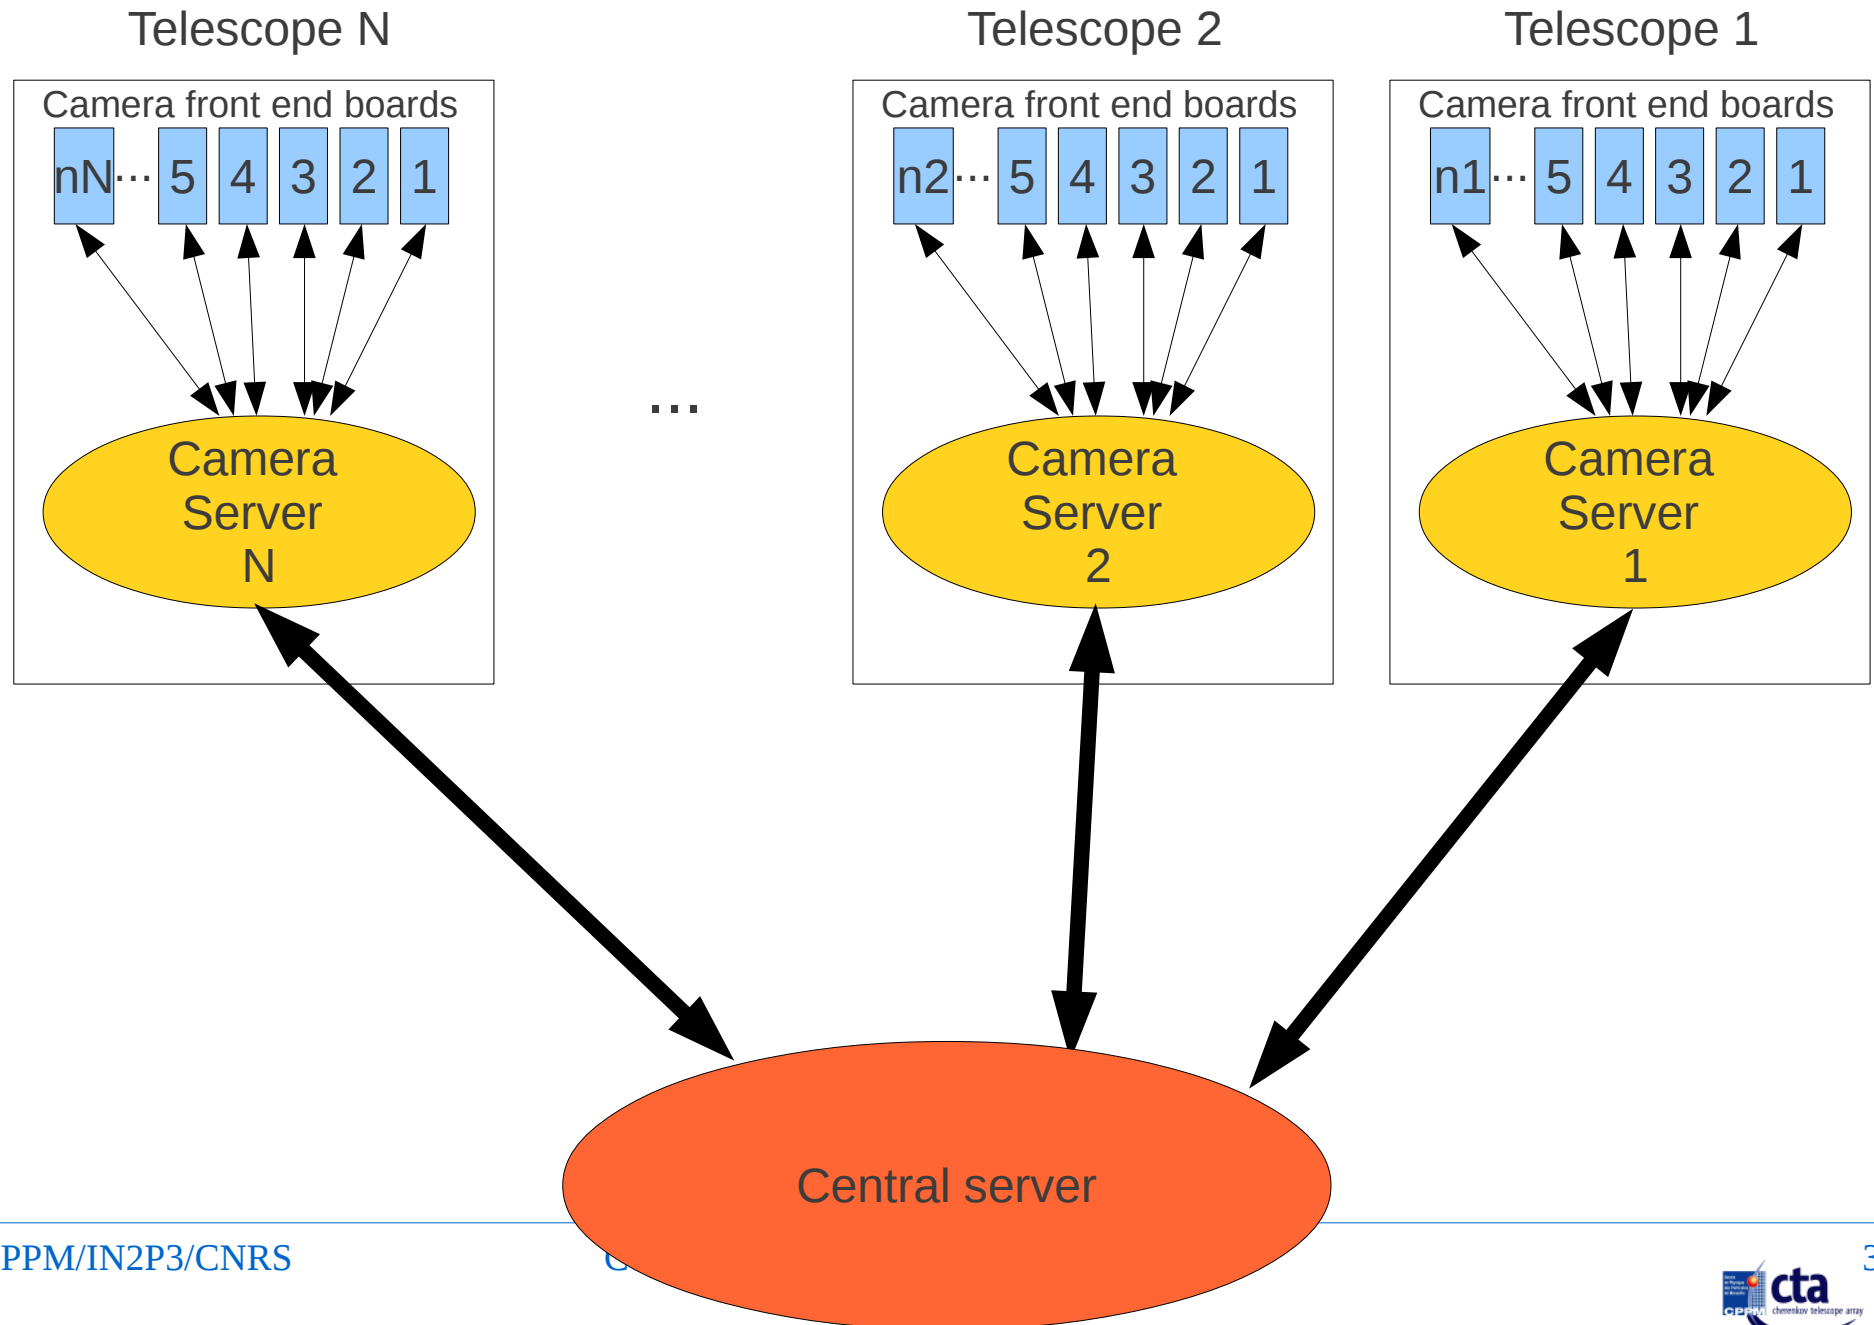 Telescope N
Telescope 2
Telescope 1
Camera front end boards
nN ... 5 4 3 2 1
Camera front end boards
n2 ... 5 4 3 2 1
Camera front end boards
n1 ... 5 4 3 2 1
...
Camera
Server
N
Camera
Server
2
Camera
Server
1
Central server
PPM/IN2P3/CNRS
3
CPPM
cta
cherenkov telescope array